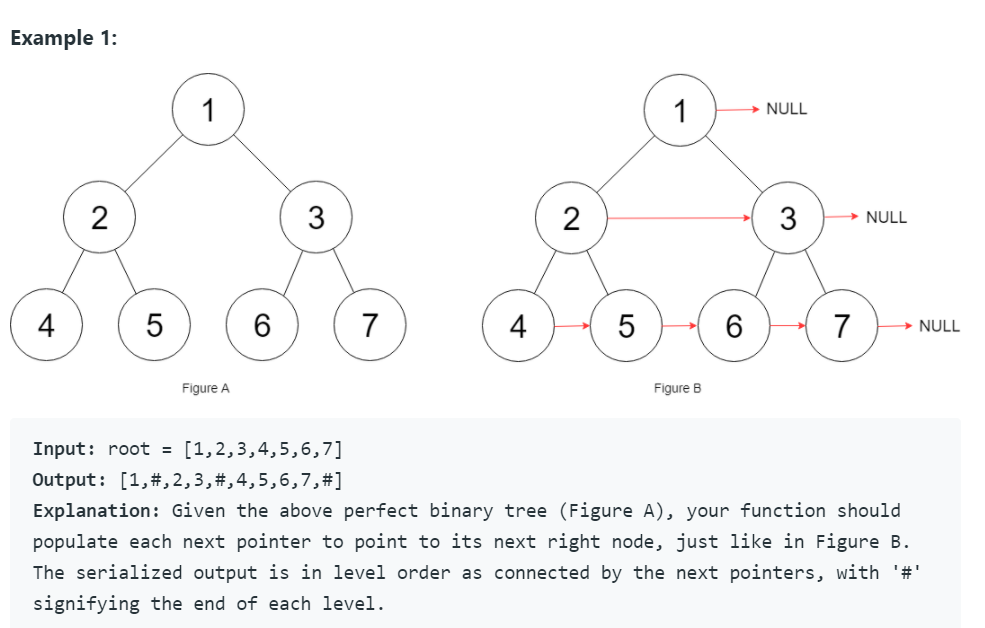 Example 1:
1
1 NULL
2 3
2 3 NULL
4 5 6 7
4 5 6 7 NULL
Figure A
Figure B
Input: root = [1,2,3,4,5,6,7]
Output: [1,#,2,3,#,4,5,6,7,#]
Explanation: Given the above perfect binary tree (Figure A), your function should
populate each next pointer to point to its next right node, just like in Figure B.
The serialized output is in level order as connected by the next pointers, with '#'
signifying the end of each level.